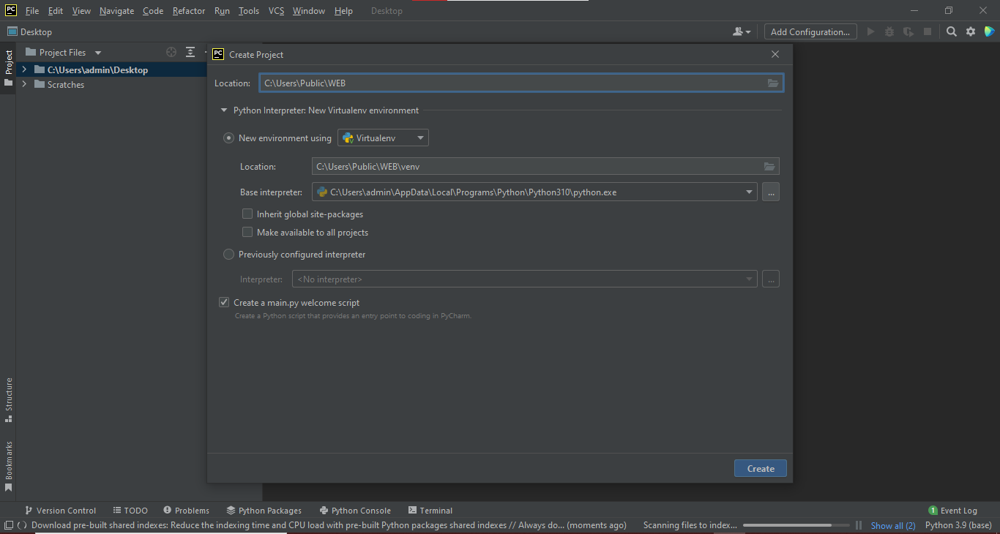 PC File Edit View Navigate Code Refactor Run Tools VCS Window Help Desktop
Desktop Add Configuration...
Project
Project Files
C:\Users\admin\Desktop
Scratches
PC Create Project
Location: C:\Users\Public\WEB
Python Interpreter: New Virtualenv environment
New environment using Virtualenv
Location: C:\Users\Public\WEB\venv
Base interpreter: C:\Users\admin\AppData\Local\Programs\Python\Python310\python.exe ...
Inherit global site-packages
Make available to all projects
Previously configured interpreter
Interpreter: <No interpreter> ...
Create a main.py welcome script
Create a Python script that provides an entry point to coding in PyCharm.
Structure
Bookmarks
Create
Version Control TODO Problems Python Packages Python Console Terminal 1 Event Log
Download pre-built shared indexes: Reduce the indexing time and CPU load with pre-built Python packages shared indexes // Always do... (moments ago) Scanning files to index... Show all (2) Python 3.9 (base)